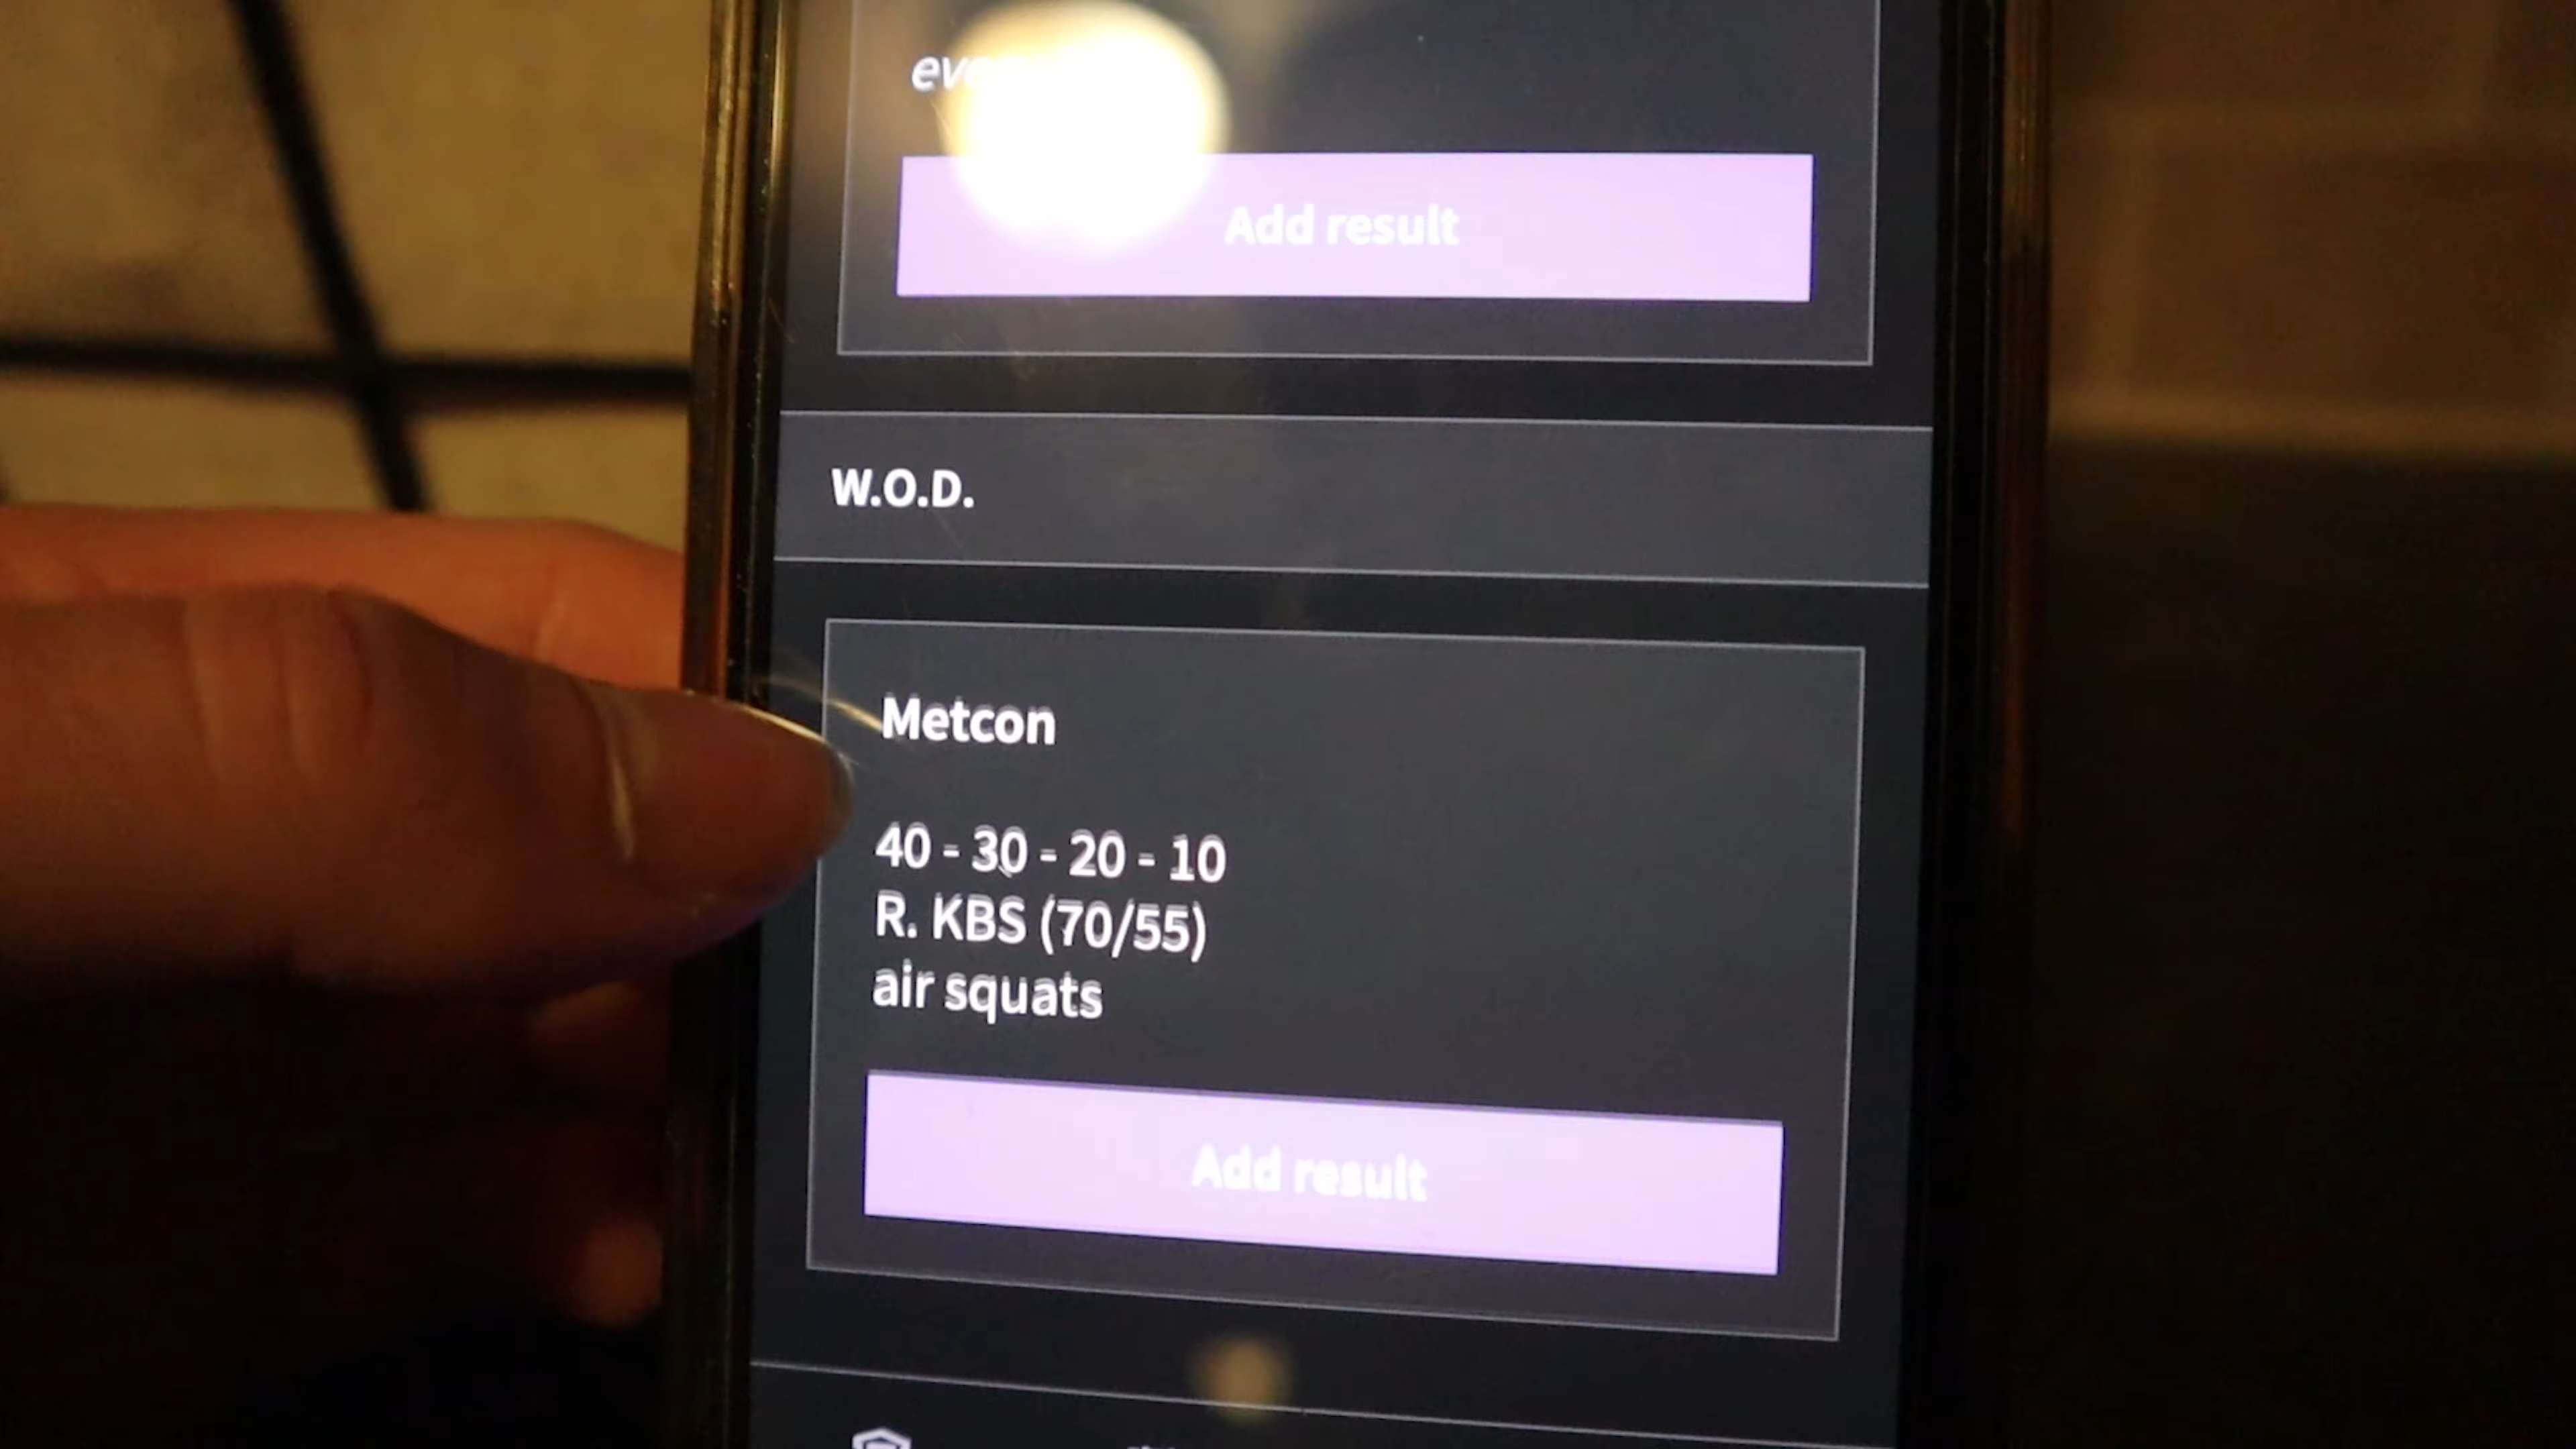 Add result
W.O.D.
Metcon
40 - 30 - 20 - 10
R. KBS (70/55)
air squats
Add result